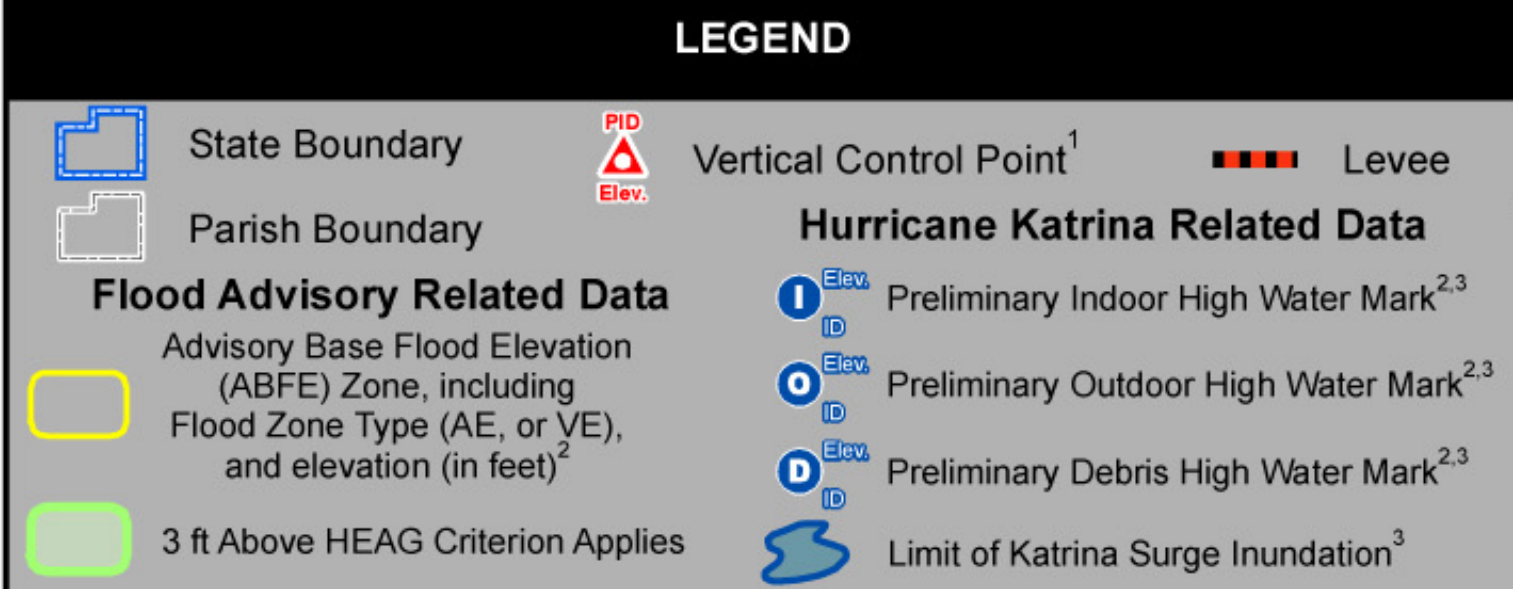 LEGEND
State Boundary
PID
Elev.
Vertical Control Point¹
Levee
Parish Boundary
Flood Advisory Related Data
Advisory Base Flood Elevation
(ABFE) Zone, including
Flood Zone Type (AE, or VE),
and elevation (in feet)²
3 ft Above HEAG Criterion Applies
Hurricane Katrina Related Data
I
Elev.
ID
Preliminary Indoor High Water Mark²,³
O
Elev.
ID
Preliminary Outdoor High Water Mark²,³
D
Elev.
ID
Preliminary Debris High Water Mark²,³
Limit of Katrina Surge Inundation³